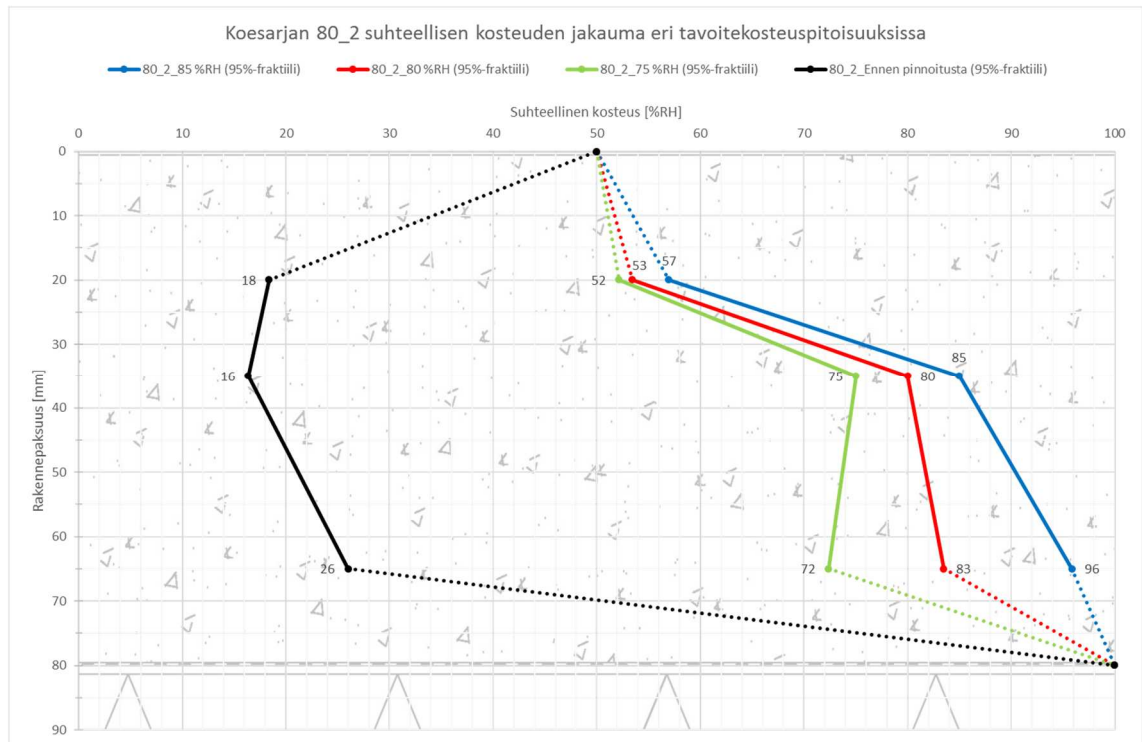 Koesarjan 80_2 suhteellisen kosteuden jakauma eri tavoitekosteuspitoisuuksissa
80_2_85 %RH (95%-fraktiili) 80_2_80 %RH (95%-fraktiili) 80_2_75 %RH (95%-fraktiili) 80_2_Ennen pinnoitusta (95%-fraktiili)
Suhteellinen kosteus [%RH]
0 10 20 30 40 50 60 70 80 90 100
0
10
57
53
18 52
20
85
30
16 75 80
40
50
60
26 72 83 96
70
80
90
Rakennepaksuus [mm]